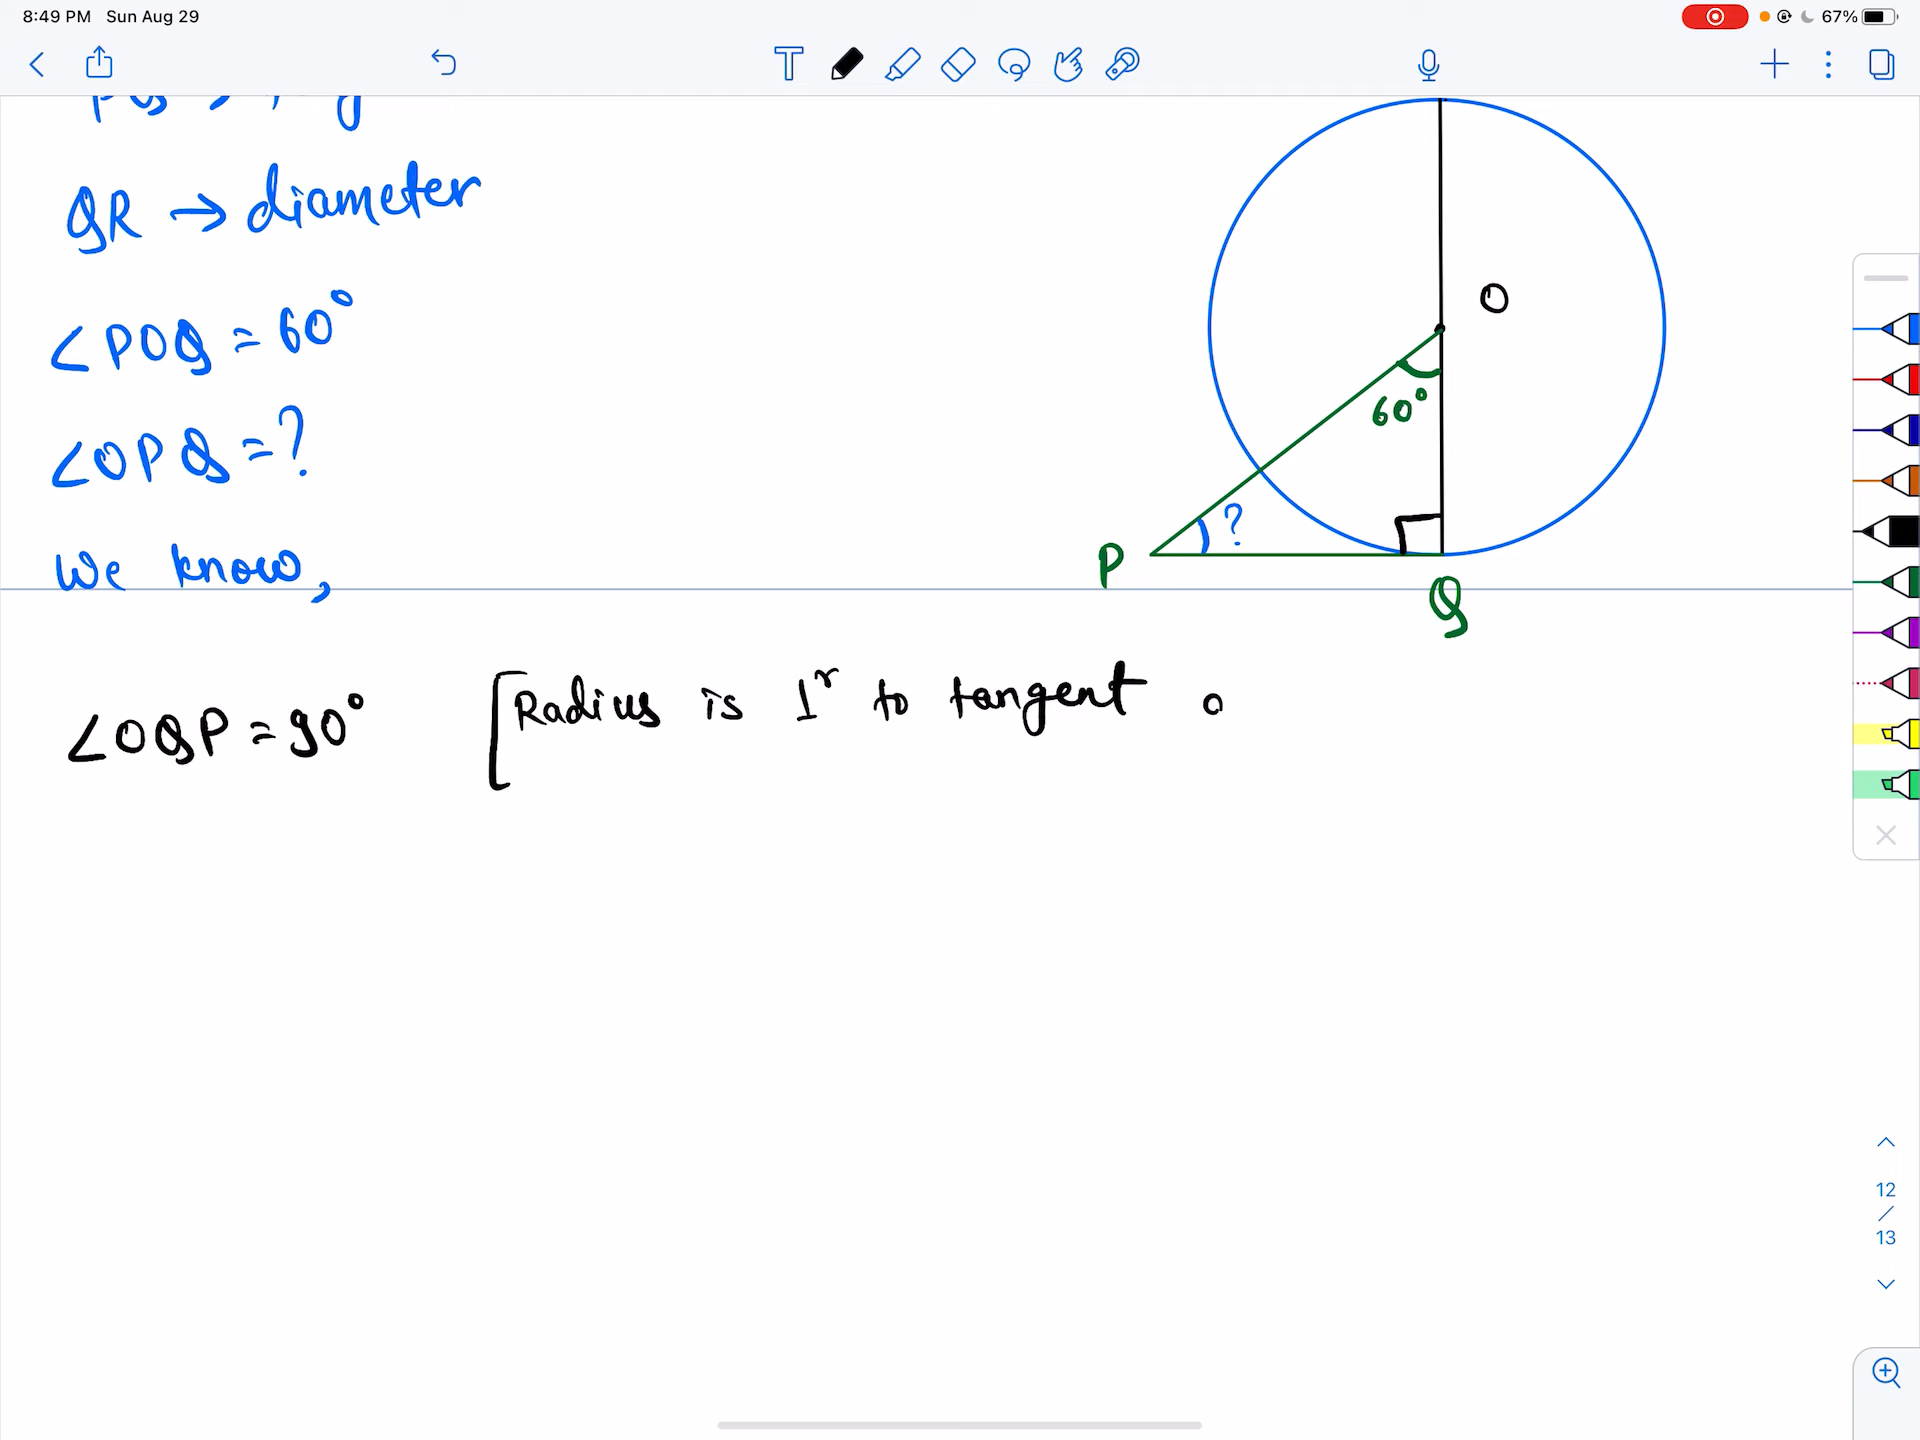 8:49 PM Sun Aug 29
67%
T
QR → diameter
∠POQ = 60°
∠OPQ = ?
We know,
O
60°
?
P
Q
∠OQP = 90° [Radius is ⊥r to tangent o
12
/
13